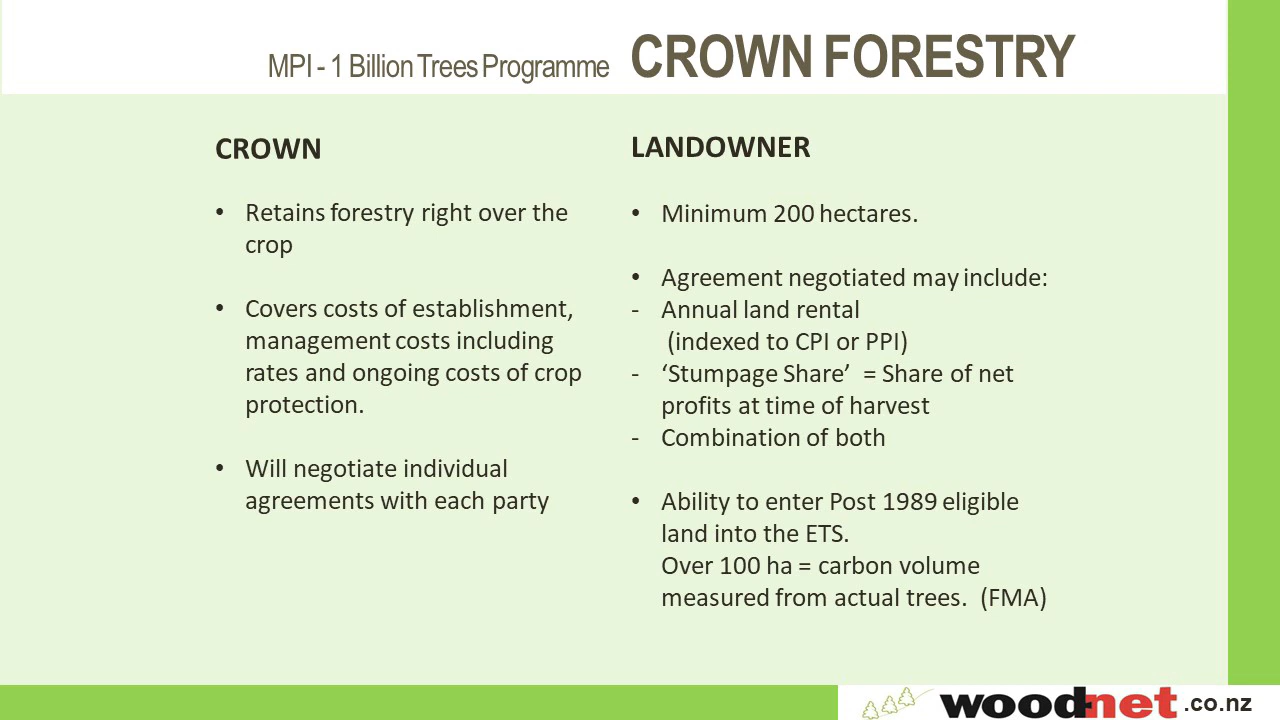 MPI - 1 Billion Trees Programme CROWN FORESTRY
CROWN
• Retains forestry right over the
crop
• Covers costs of establishment,
management costs including
rates and ongoing costs of crop
protection.
• Will negotiate individual
agreements with each party
LANDOWNER
• Minimum 200 hectares.
• Agreement negotiated may include:
- Annual land rental
(indexed to CPI or PPI)
- ‘Stumpage Share’ = Share of net
profits at time of harvest
- Combination of both
• Ability to enter Post 1989 eligible
land into the ETS.
Over 100 ha = carbon volume
measured from actual trees. (FMA)
woodnet.co.nz